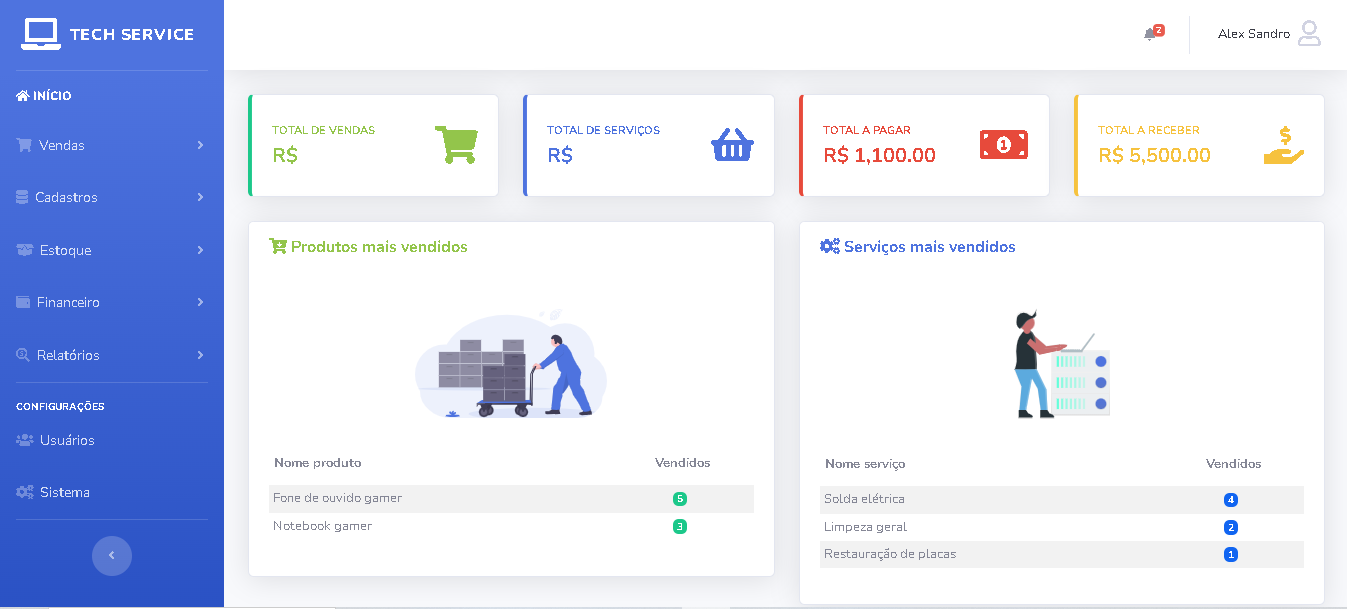 TECH SERVICE
2
Alex Sandro
INÍCIO
Vendas
Cadastros
Estoque
Financeiro
Relatórios
CONFIGURAÇÕES
Usuários
Sistema
TOTAL DE VENDAS
R$
TOTAL DE SERVIÇOS
R$
TOTAL A PAGAR
R$ 1,100.00
1
TOTAL A RECEBER
R$ 5,500.00
$
Produtos mais vendidos
Nome produto Vendidos
Fone de ouvido gamer 5
Notebook gamer 3
Serviços mais vendidos
Nome serviço Vendidos
Solda elétrica 4
Limpeza geral 2
Restauração de placas 1